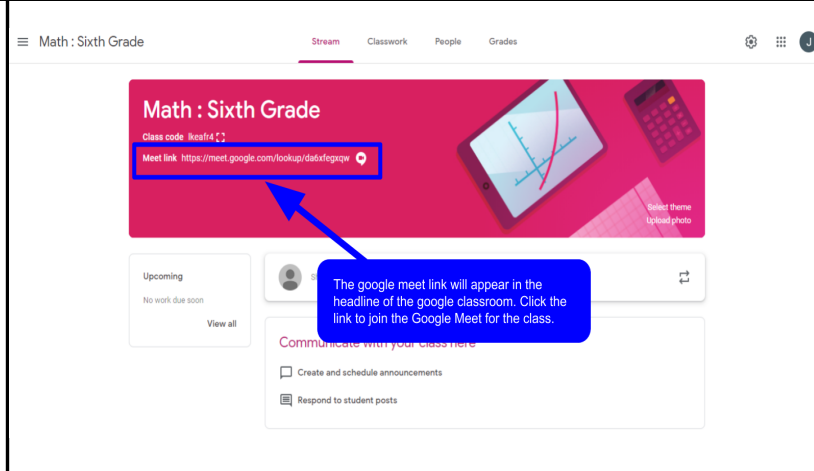 Math : Sixth Grade
Stream Classwork People Grades
J
Math : Sixth Grade
Class code lkeafr4
Meet link https://meet.google.com/lookup/da6xfegxqw
Select theme
Upload photo
Upcoming
No work due soon
View all
The google meet link will appear in the
headline of the google classroom. Click the
link to join the Google Meet for the class.
Communicate with your class here
Create and schedule announcements
Respond to student posts